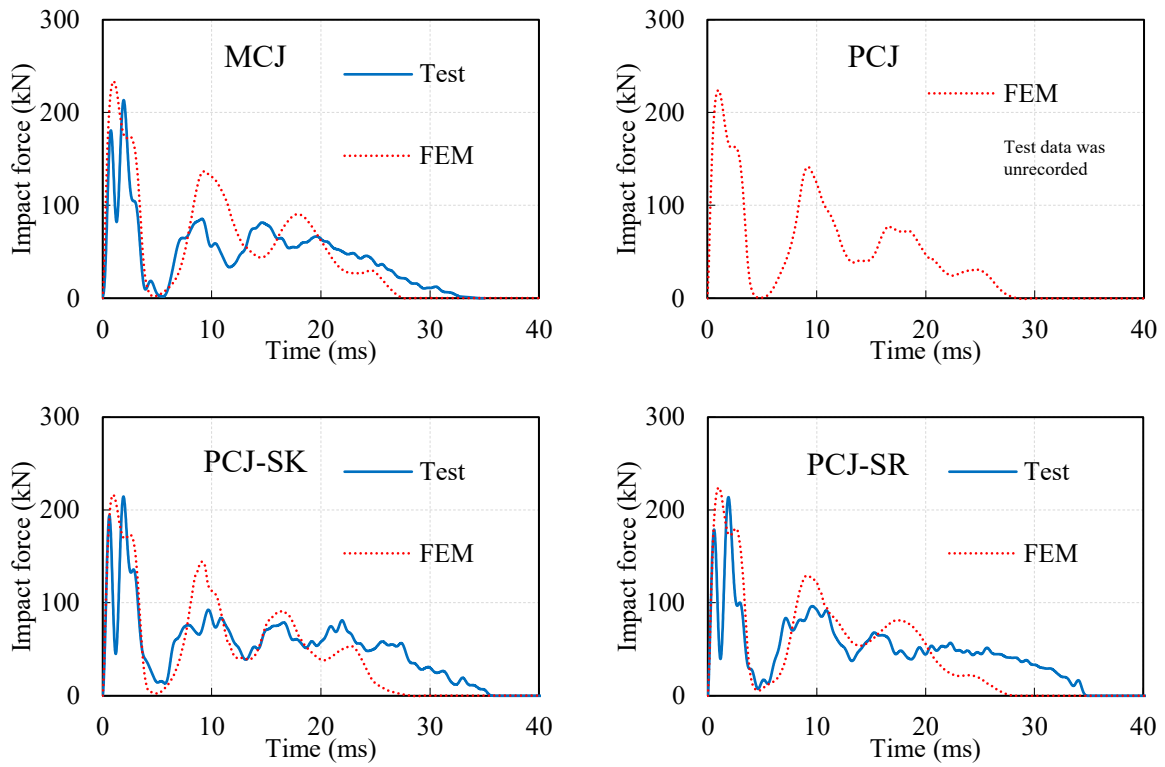 MCJ
Test
FEM
Impact force (kN)
300
200
100
0
0 10 20 30 40
Time (ms)
PCJ
FEM
Test data was
unrecorded
Impact force (kN)
300
200
100
0
0 10 20 30 40
Time (ms)
PCJ-SK
Test
FEM
Impact force (kN)
300
200
100
0
0 10 20 30 40
Time (ms)
PCJ-SR
Test
FEM
Impact force (kN)
300
200
100
0
0 10 20 30 40
Time (ms)